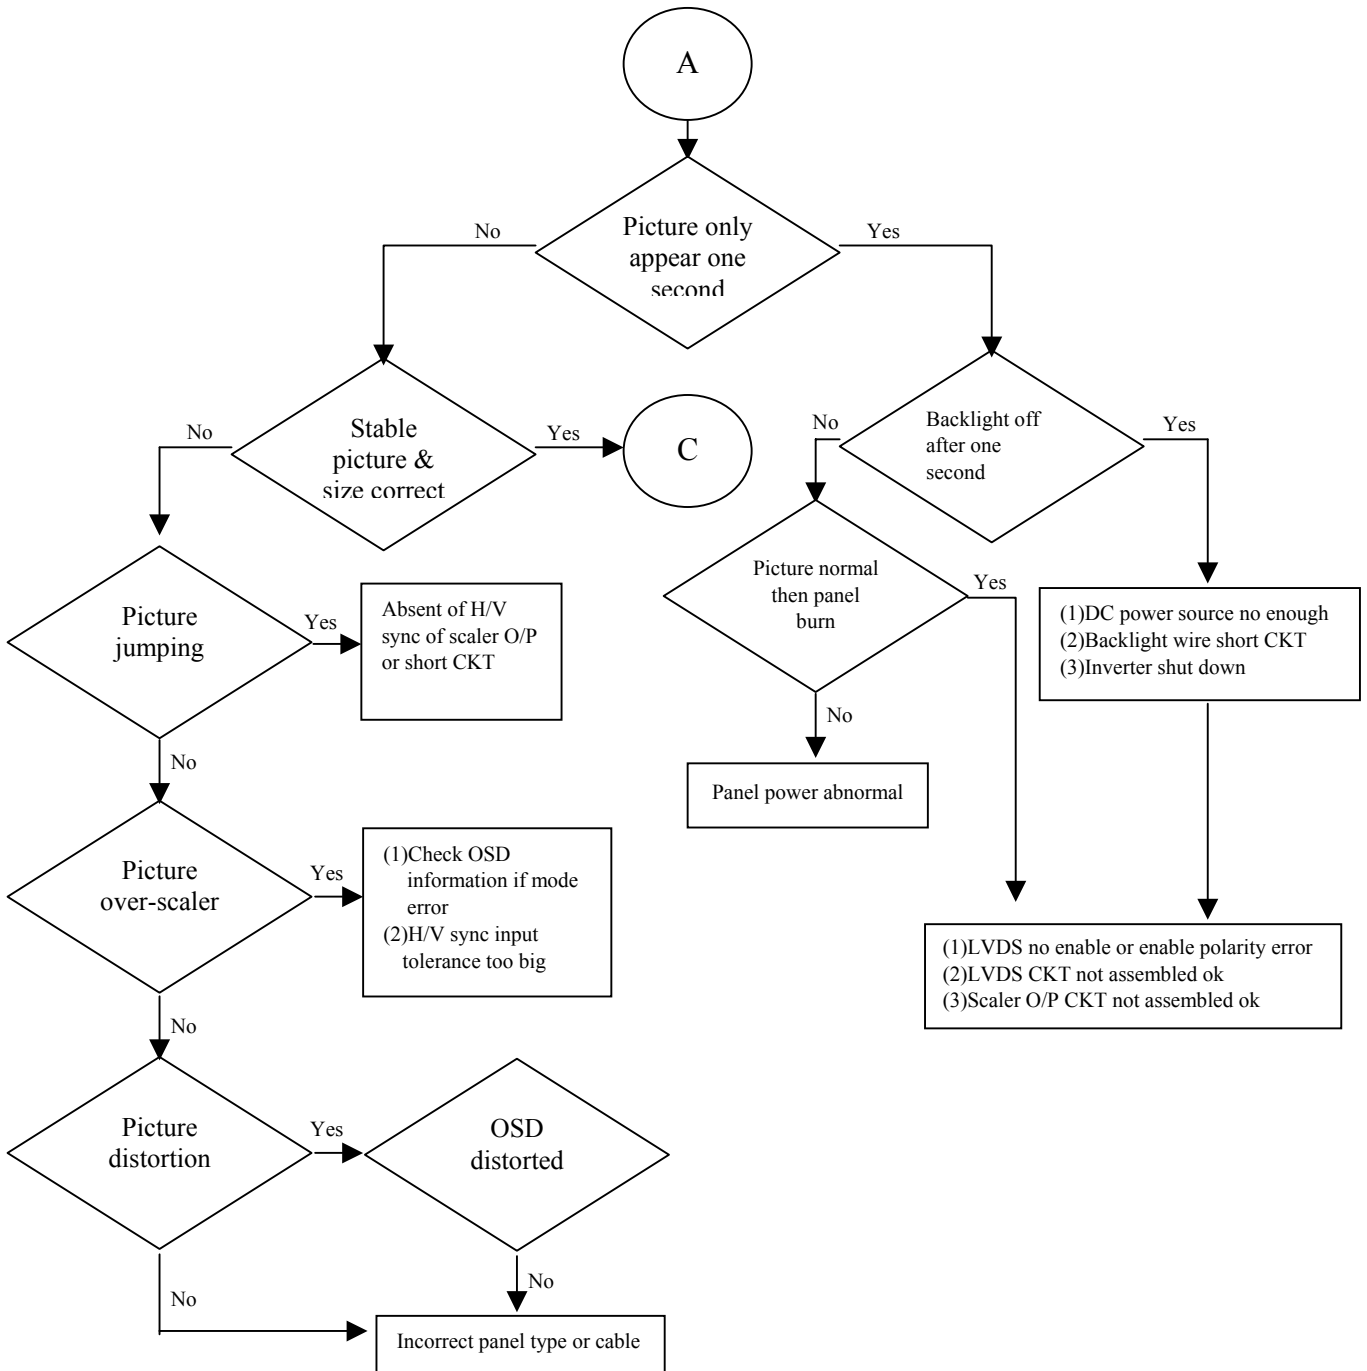 A
Picture only
appear one
second
No
Yes
Stable
picture &
size correct
No
Yes
C
Backlight off
after one
second
No
Yes
Picture normal
then panel
burn
Yes
No
(1)DC power source no enough
(2)Backlight wire short CKT
(3)Inverter shut down
Picture
jumping
Yes
No
Absent of H/V
sync of scaler O/P
or short CKT
Panel power abnormal
Picture
over-scaler
Yes
No
(1)Check OSD
information if mode
error
(2)H/V sync input
tolerance too big
(1)LVDS no enable or enable polarity error
(2)LVDS CKT not assembled ok
(3)Scaler O/P CKT not assembled ok
Picture
distortion
Yes
No
OSD
distorted
No
Incorrect panel type or cable